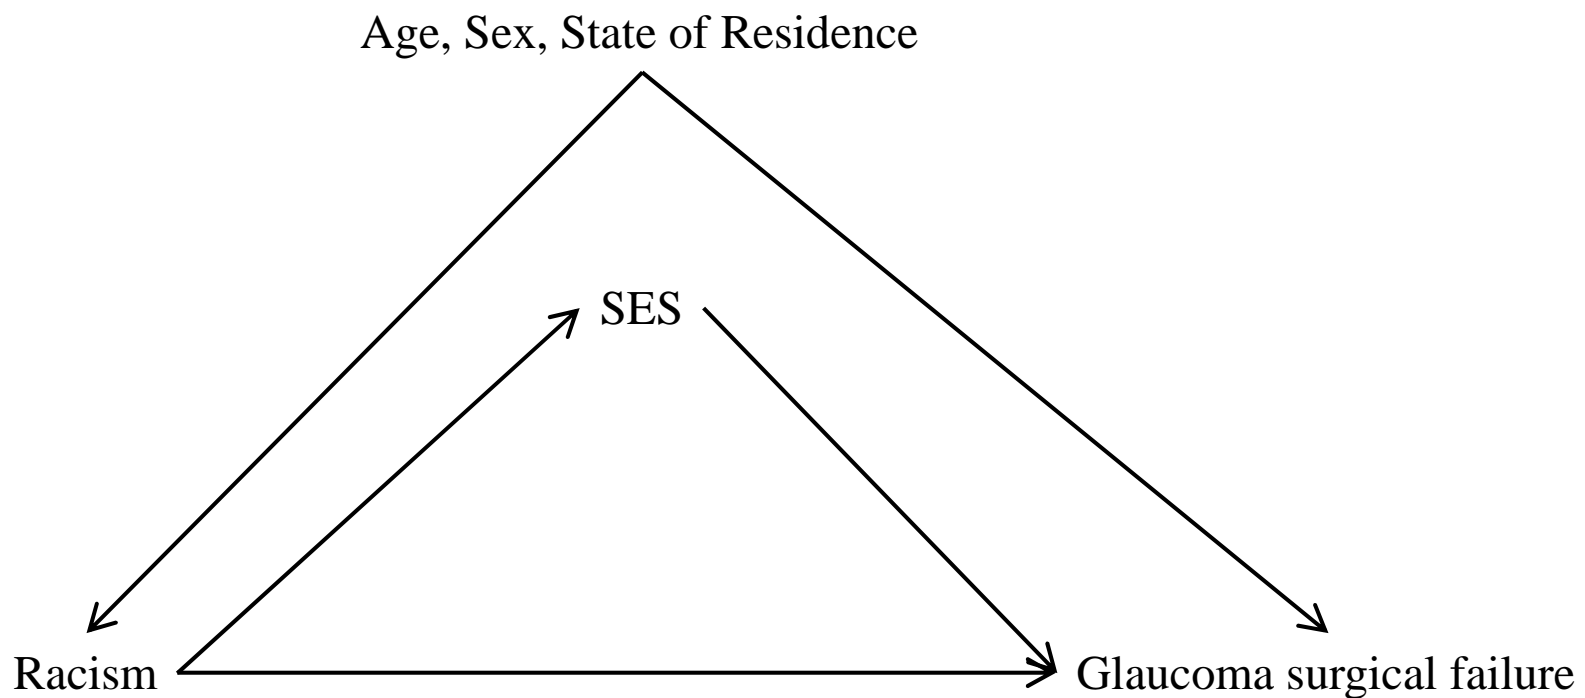 Age, Sex, State of Residence
SES
Racism
Glaucoma surgical failure